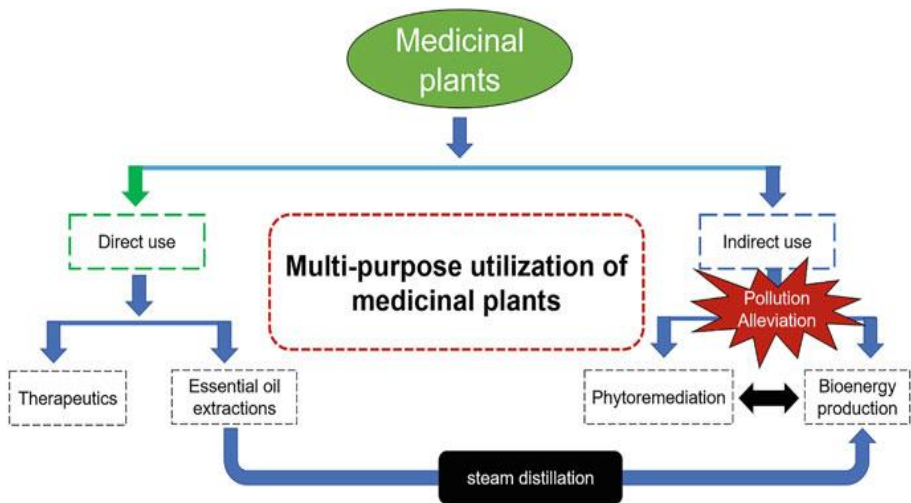 Medicinal
plants
Direct use
Indirect use
Multi-purpose utilization of
medicinal plants
Pollution
Alleviation
Therapeutics
Essential oil
extractions
Phytoremediation
Bioenergy
production
steam distillation